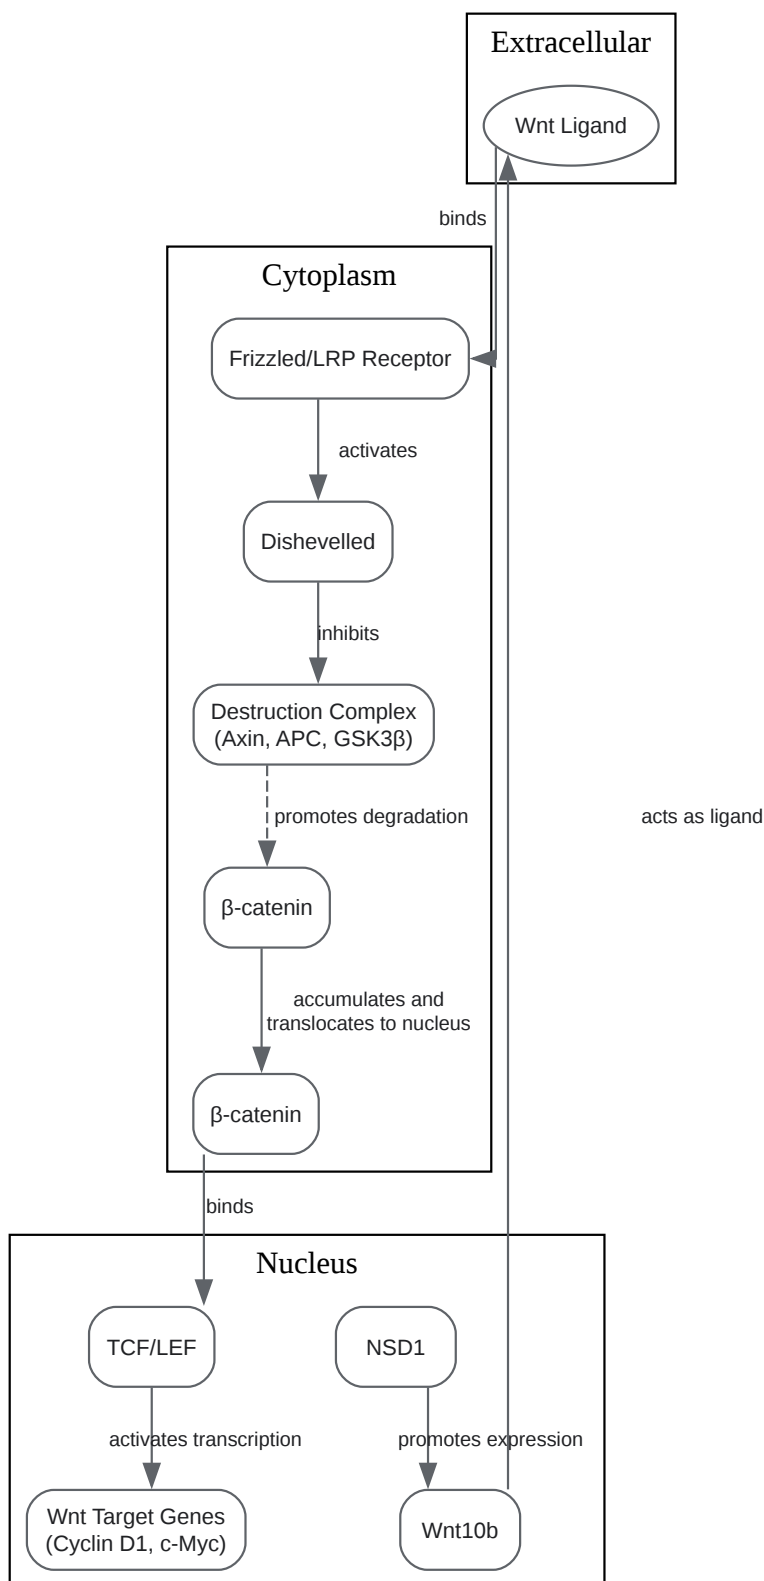 Extracellular
Wnt Ligand
binds
Cytoplasm
Frizzled/LRP Receptor
activates
Dishevelled
inhibits
Destruction Complex
(Axin, APC, GSK3β)
promotes degradation
acts as ligand
β-catenin
accumulates and
translocates to nucleus
β-catenin
binds
Nucleus
TCF/LEF
NSD1
activates transcription
promotes expression
Wnt Target Genes
(Cyclin D1, c-Myc)
Wnt10b